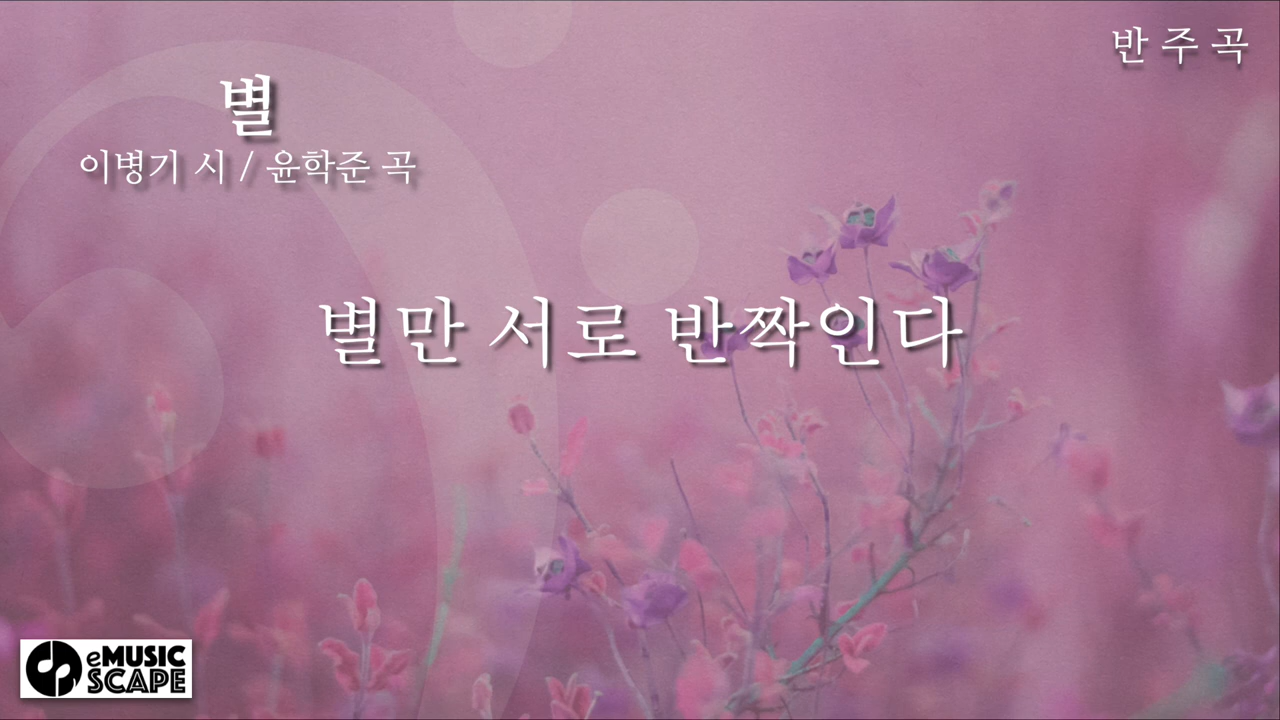 반 주 곡
별
이병기 시 / 윤학준 곡
별만 서로 반짝인다
eMUSIC
SCAPE